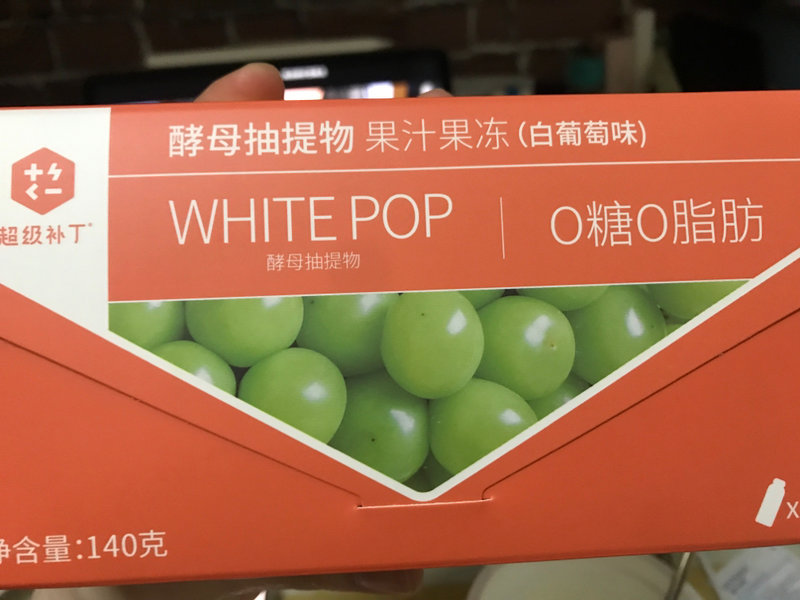 酵母抽提物 果汁果冻(白葡萄味)
超级补丁
WHITE POP
酵母抽提物
0糖0脂肪
净含量:140克
X